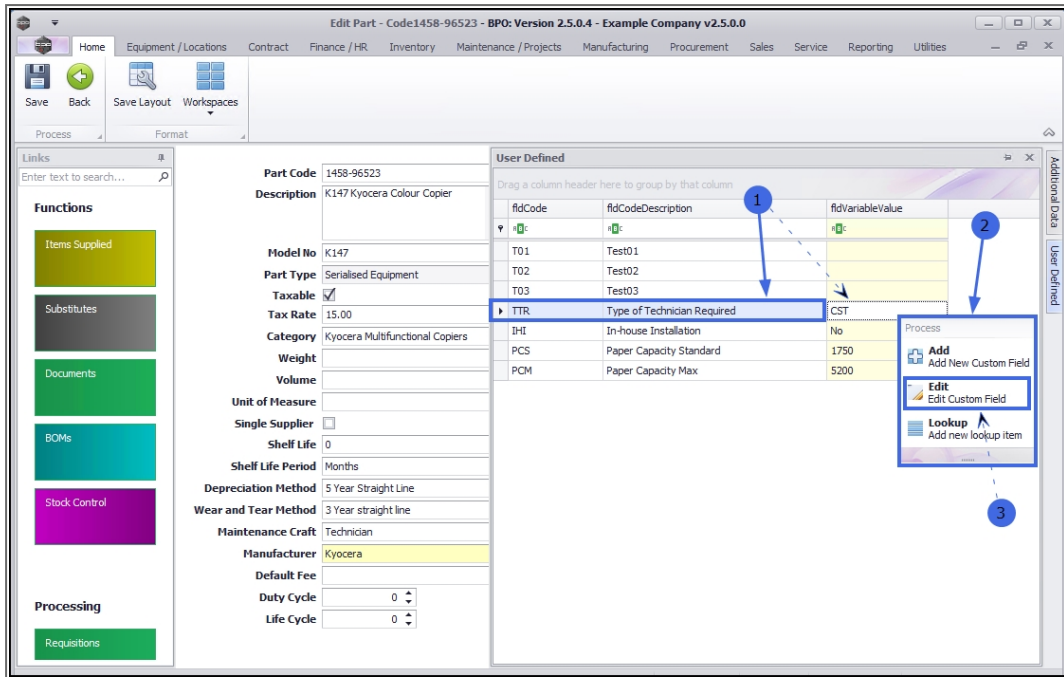 Edit Part - Code1458-96523 - BPO: Version 2.5.0.4 - Example Company v2.5.0.0
Home Equipment / Locations Contract Finance / HR Inventory Maintenance / Projects Manufacturing Procurement Sales Service Reporting Utilities
Save Back Save Layout Workspaces
Process Format
Links
Enter text to search...
Functions
Items Supplied
Substitutes
Documents
BOMs
Stock Control
Processing
Requisitions
Part Code 1458-96523
Description K147 Kyocera Colour Copier
Model No K147
Part Type Serialised Equipment
Taxable
Tax Rate 15.00
Category Kyocera Multifunctional Copiers
Weight
Volume
Unit of Measure
Single Supplier
Shelf Life 0
Shelf Life Period Months
Depreciation Method 5 Year Straight Line
Wear and Tear Method 3 Year straight line
Maintenance Craft Technician
Manufacturer Kyocera
Default Fee
Duty Cycle 0
Life Cycle 0
User Defined
Drag a column header here to group by that column
fldCode fldCodeDescription fldVariableValue
ABC ABC ABC
T01 Test01
T02 Test02
T03 Test03
TTR Type of Technician Required CST
IHI In-house Installation No
PCS Paper Capacity Standard 1750
PCM Paper Capacity Max 5200
1
2
Process
Add
Add New Custom Field
Edit
Edit Custom Field
Lookup
Add new lookup item
3
Additional Data
User Defined